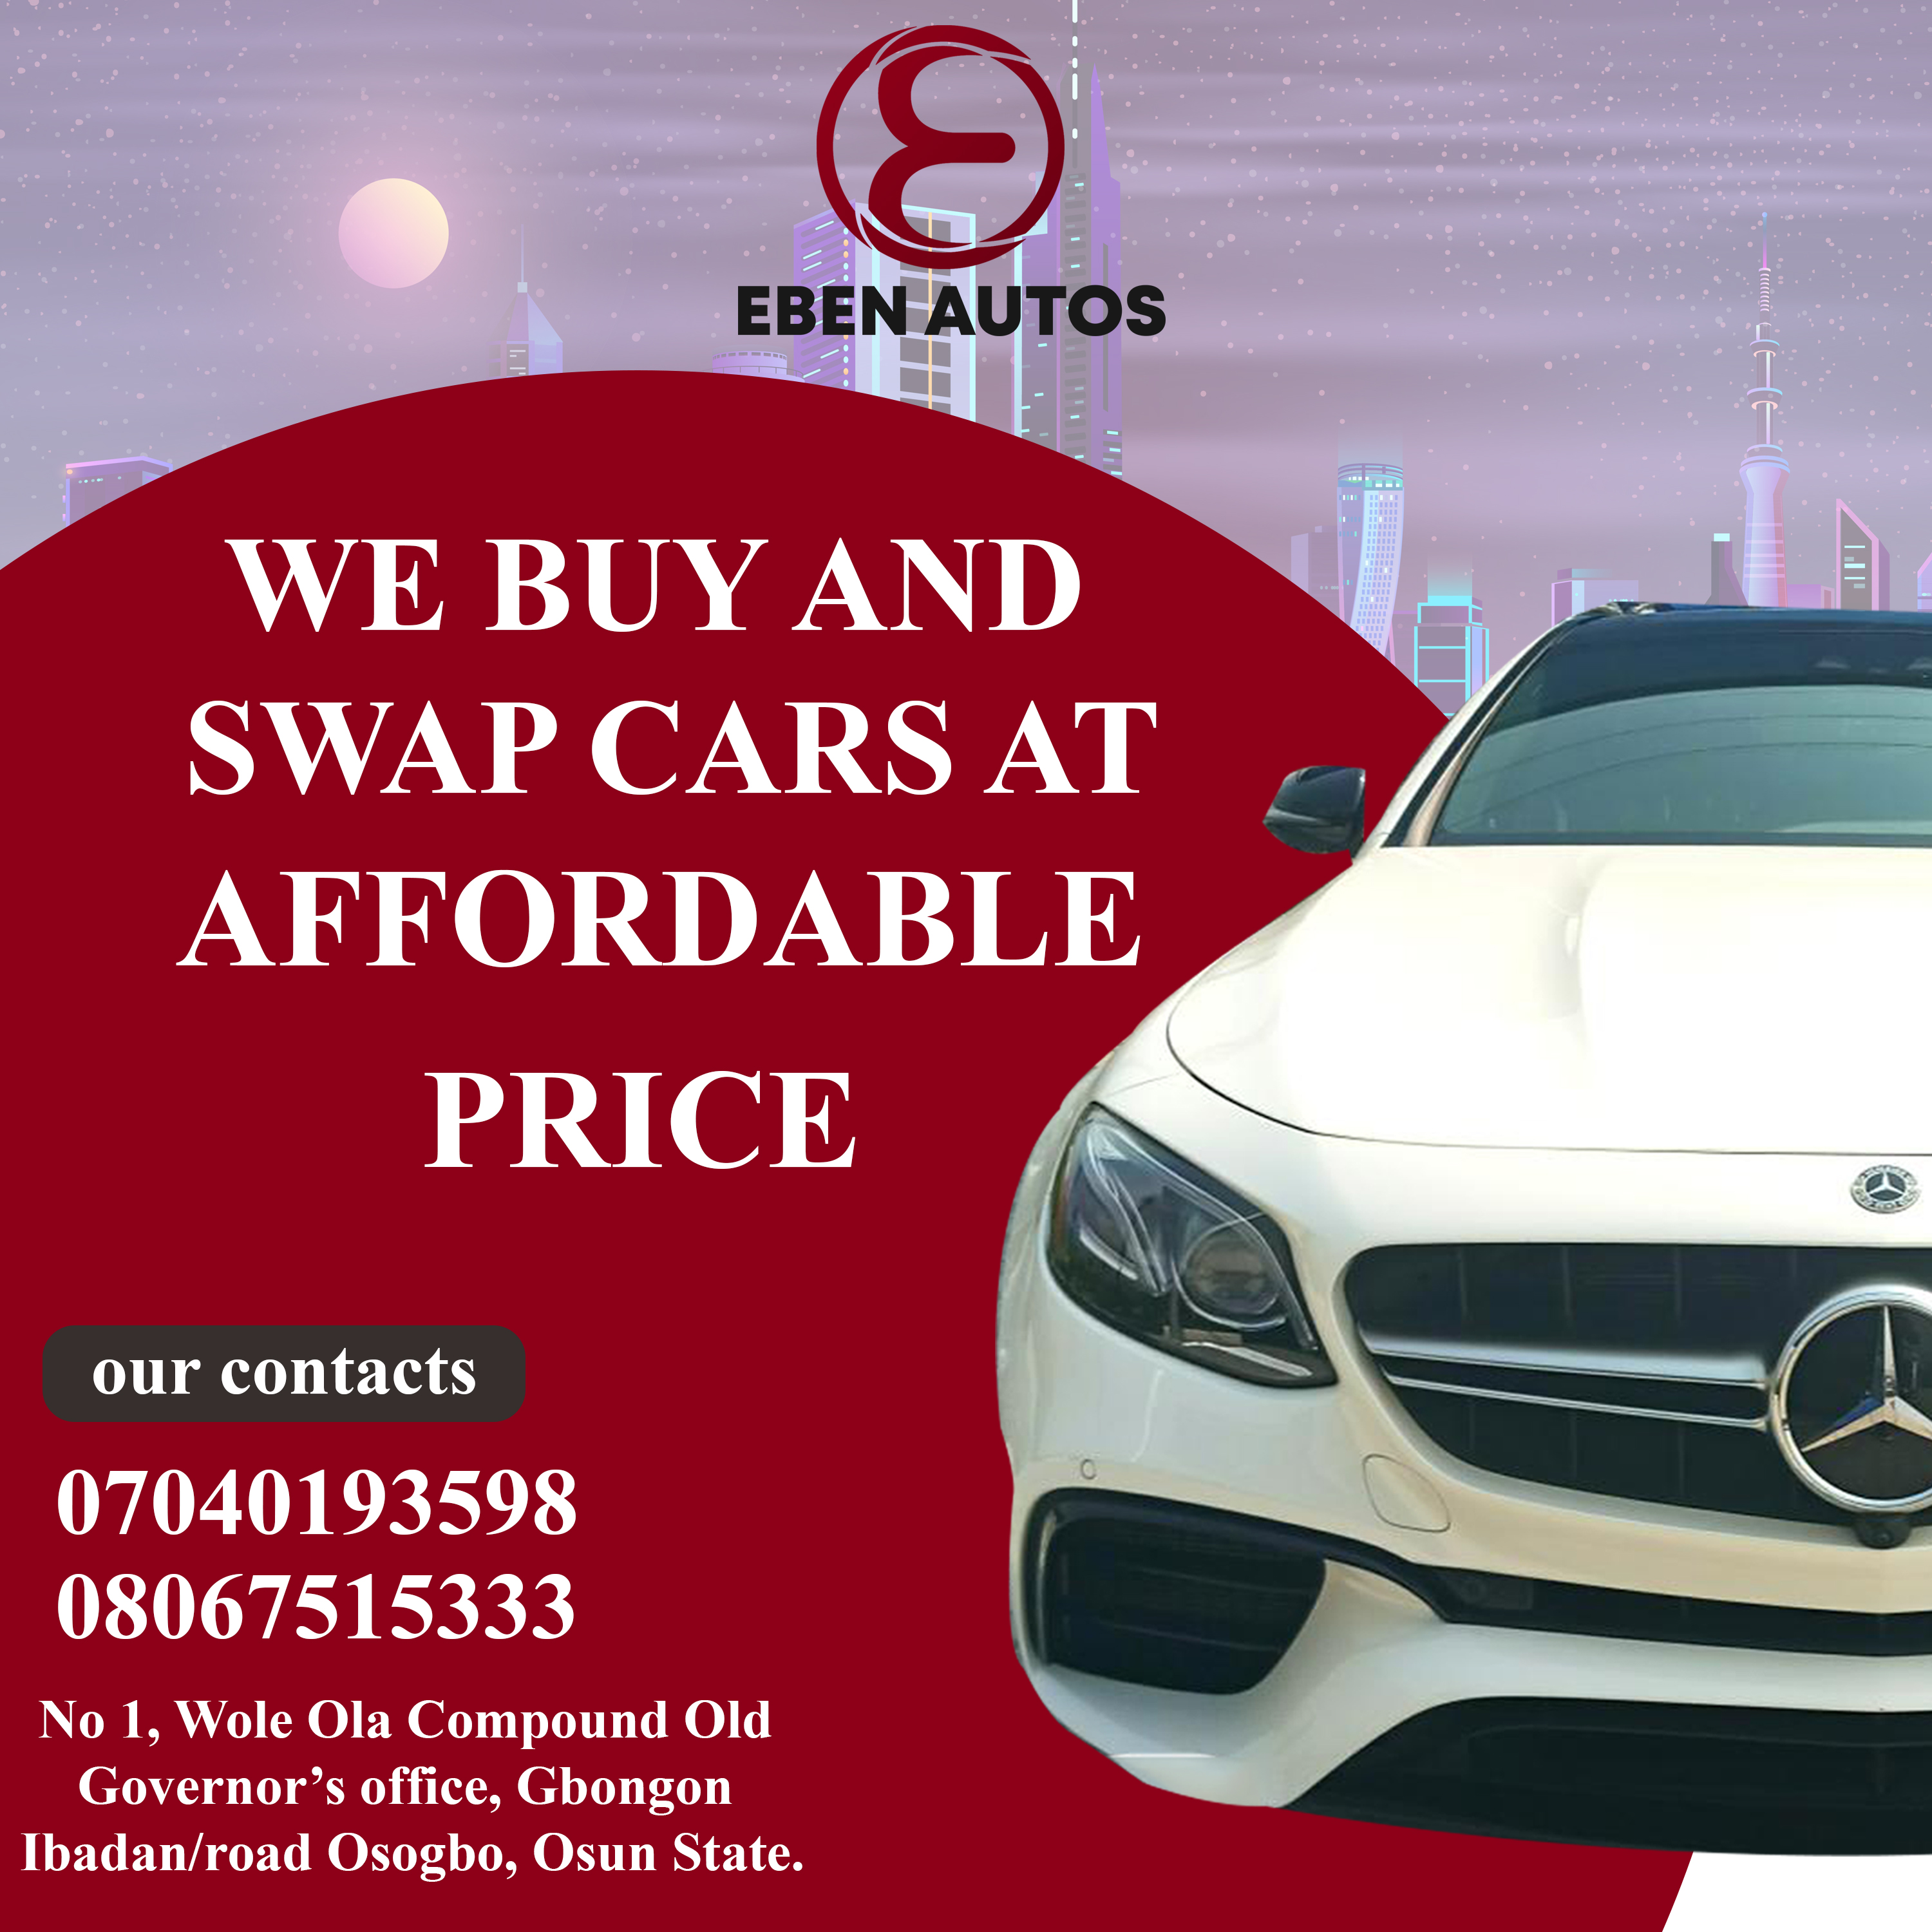 EBEN AUTOS
WE BUY AND
SWAP CARS AT
AFFORDABLE
PRICE
our contacts
07040193598
08067515333
No 1, Wole Ola Compound Old
Governor’s office, Gbongon
Ibadan/road Osogbo, Osun State.